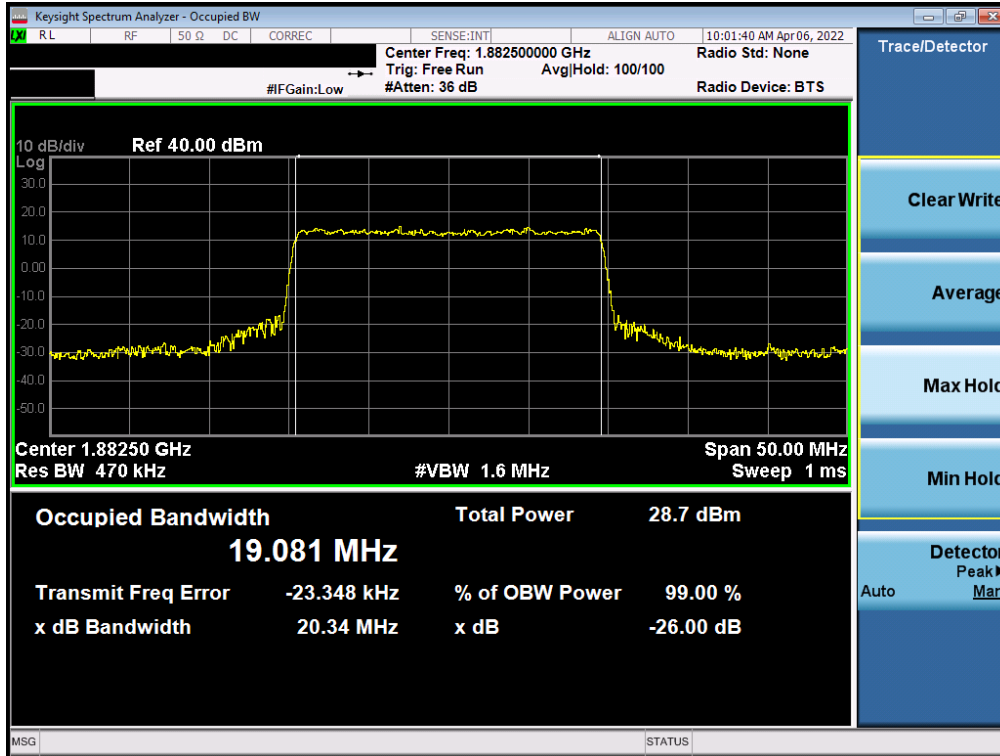 Keysight Spectrum Analyzer - Occupied BW
LXI RL RF 50 Ω DC CORREC SENSE:INT ALIGN AUTO 10:01:40 AM Apr 06, 2022
Center Freq: 1.882500000 GHz Radio Std: None
Trig: Free Run Avg|Hold: 100/100
#IFGain:Low #Atten: 36 dB Radio Device: BTS
Trace/Detector
10 dB/div Ref 40.00 dBm
Log
30.0
20.0
10.0
0.00
-10.0
-20.0
-30.0
-40.0
-50.0
Center 1.88250 GHz Span 50.00 MHz
Res BW 470 kHz #VBW 1.6 MHz Sweep 1 ms
Occupied Bandwidth Total Power 28.7 dBm
19.081 MHz
Transmit Freq Error -23.348 kHz % of OBW Power 99.00 %
x dB Bandwidth 20.34 MHz x dB -26.00 dB
Clear Write
Average
Max Hold
Min Hold
Detector
Peak
Auto Man
MSG STATUS